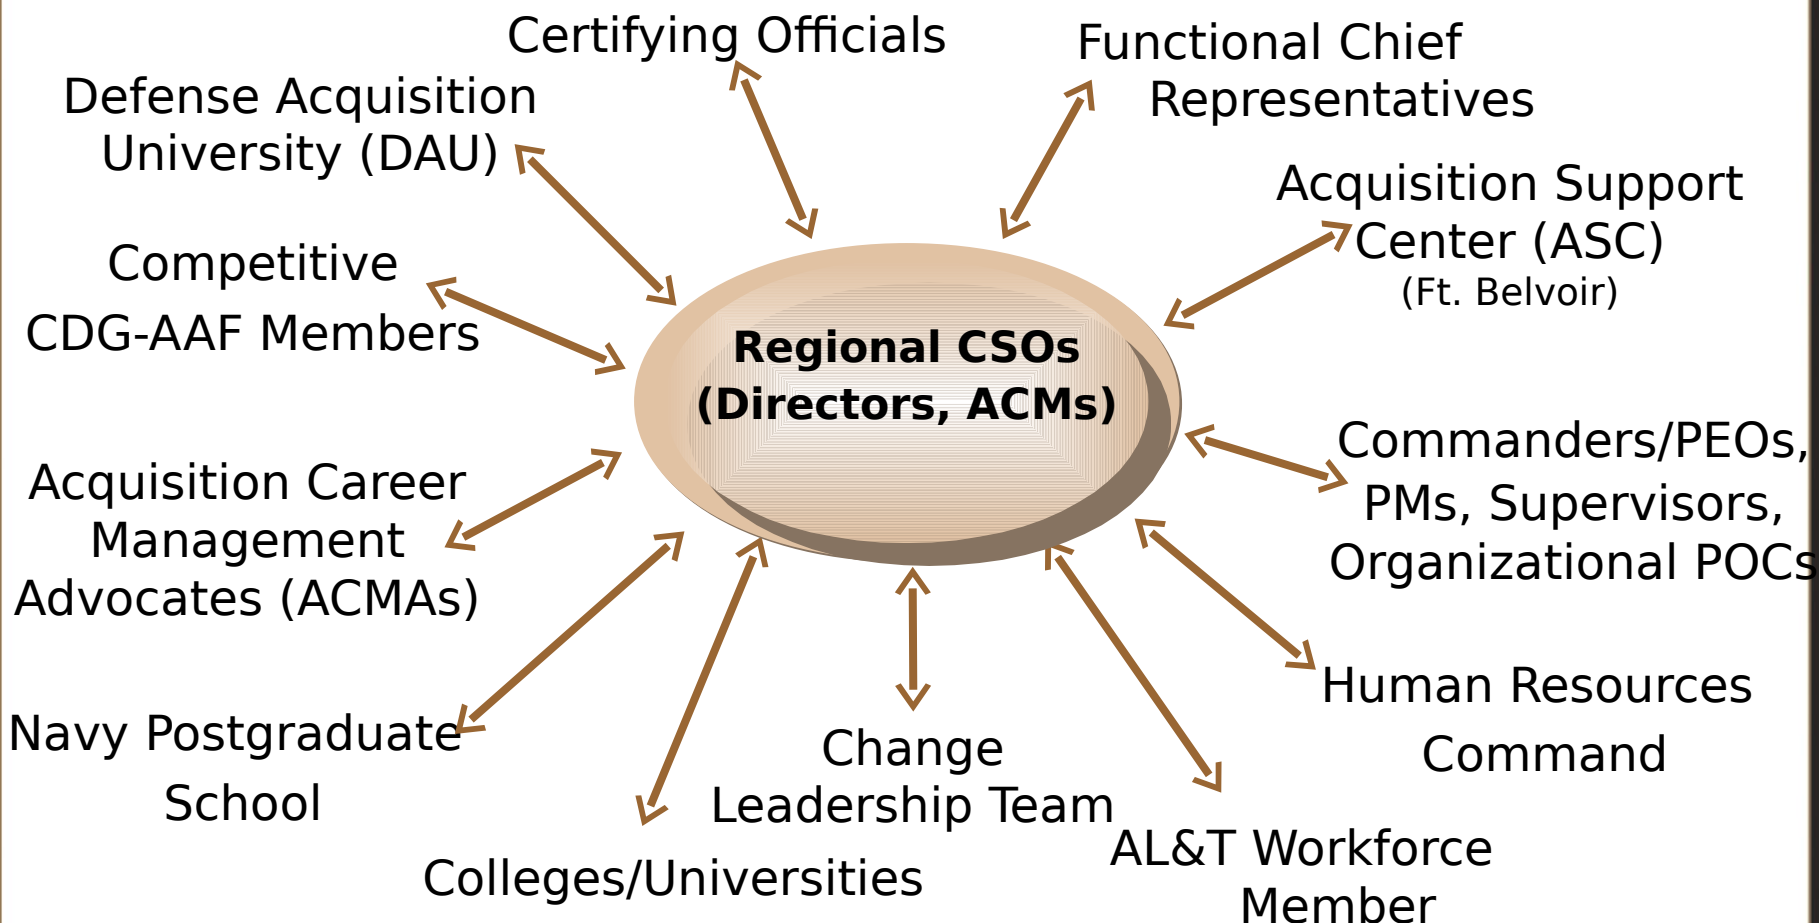 Certifying Officials
Functional Chief
Representatives
Defense Acquisition
University (DAU)
Acquisition Support
Center (ASC)
(Ft. Belvoir)
Competitive
CDG-AAF Members
Regional CSOs
(Directors, ACMs)
Commanders/PEOs,
PMs, Supervisors,
Organizational POCs
Acquisition Career
Management
Advocates (ACMAs)
Human Resources
Command
Navy Postgraduate
School
Change
Leadership Team
AL&T Workforce
Member
Colleges/Universities